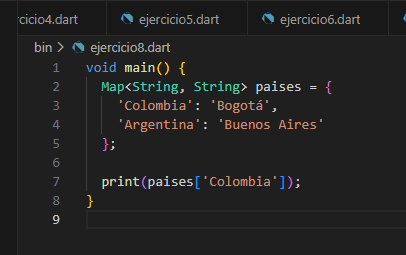 rcicio4.dart ejercicio5.dart ejercicio6.dart
bin > ejercicio8.dart
1 void main() {
2 Map<String, String> paises = {
3 'Colombia': 'Bogotá',
4 'Argentina': 'Buenos Aires'
5 };
6
7 print(paises['Colombia']);
8 }
9